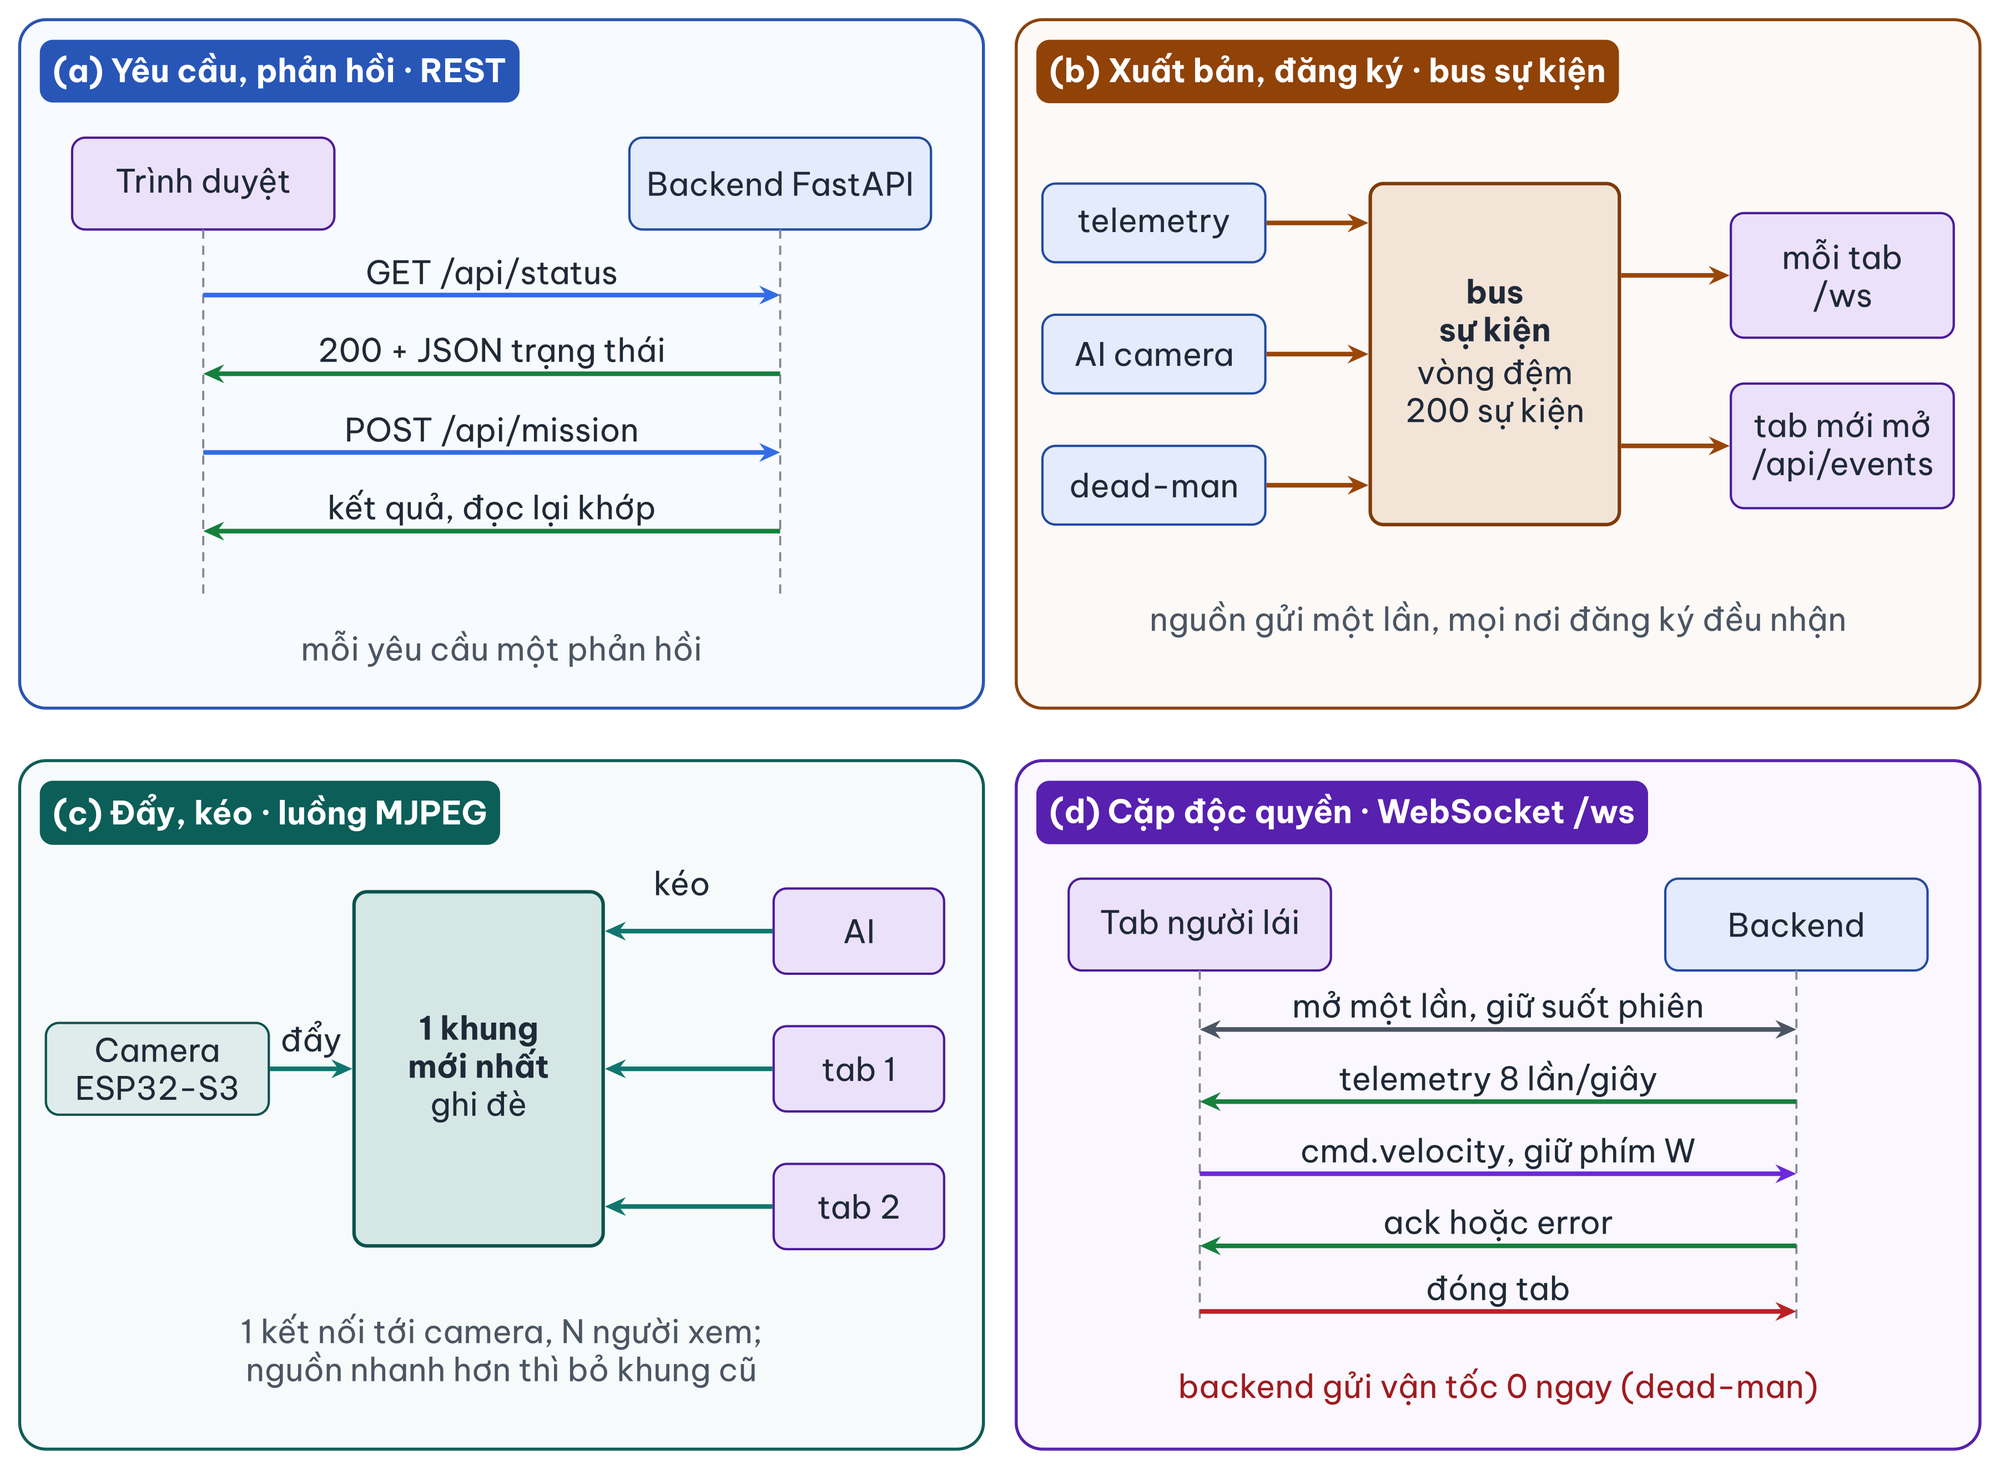 (a) Yêu cầu, phản hồi · REST
Trình duyệt
Backend FastAPI
GET /api/status
200 + JSON trạng thái
POST /api/mission
kết quả, đọc lại khớp
mỗi yêu cầu một phản hồi
(b) Xuất bản, đăng ký · bus sự kiện
telemetry
AI camera
dead-man
bus
sự kiện
vòng đệm
200 sự kiện
mỗi tab
/ws
tab mới mở
/api/events
nguồn gửi một lần, mọi nơi đăng ký đều nhận
(c) Đẩy, kéo · luồng MJPEG
Camera
ESP32-S3
đẩy
1 khung
mới nhất
ghi đè
kéo
AI
tab 1
tab 2
1 kết nối tới camera, N người xem;
nguồn nhanh hơn thì bỏ khung cũ
(d) Cặp độc quyền · WebSocket /ws
Tab người lái
Backend
mở một lần, giữ suốt phiên
telemetry 8 lần/giây
cmd.velocity, giữ phím W
ack hoặc error
đóng tab
backend gửi vận tốc 0 ngay (dead-man)